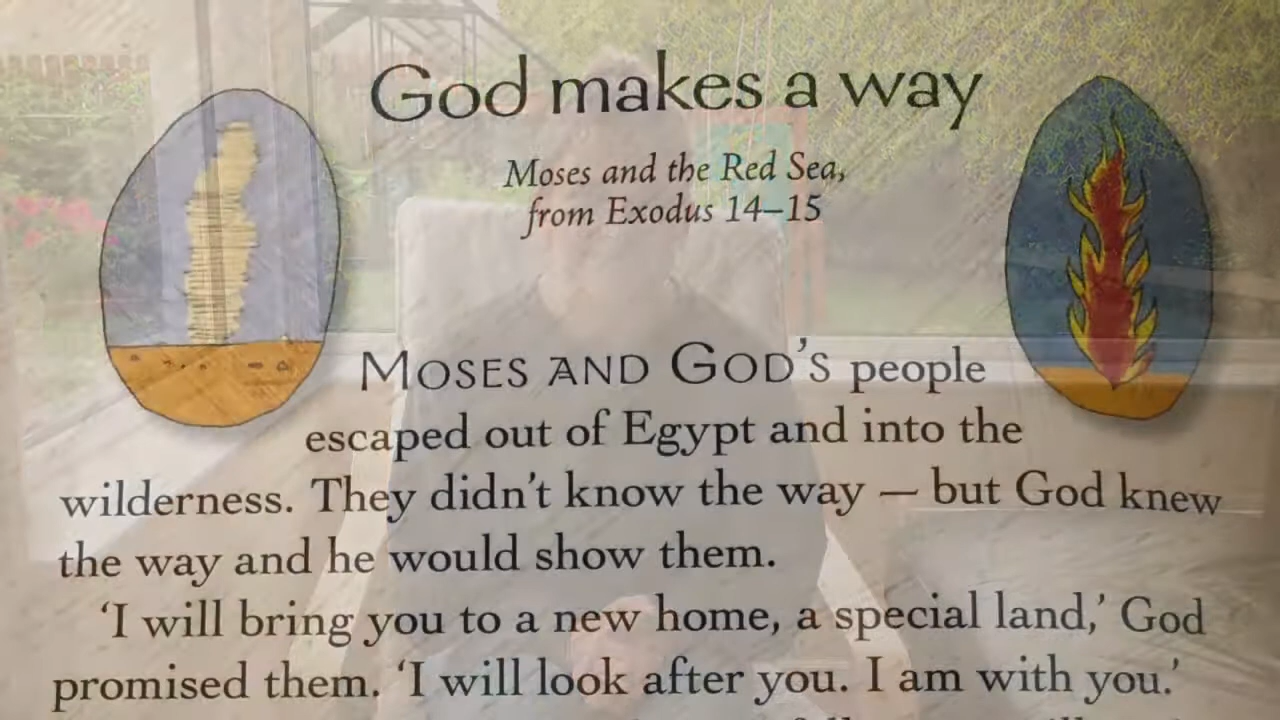 God makes a way
Moses and the Red Sea,
from Exodus 14–15
MOSES AND GOD'S people
escaped out of Egypt and into the
wilderness. They didn't know the way – but God knew
the way and he would show them.
'I will bring you to a new home, a special land,' God
promised them. 'I will look after you. I am with you.'